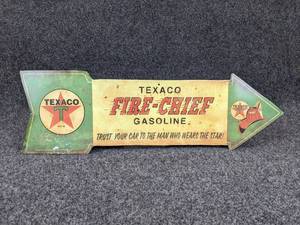 TEXACO
T
TEXACO
FIRE-CHIEF
GASOLINE
TRUST YOUR CAR TO THE MAN WHO WEARS THE STAR!